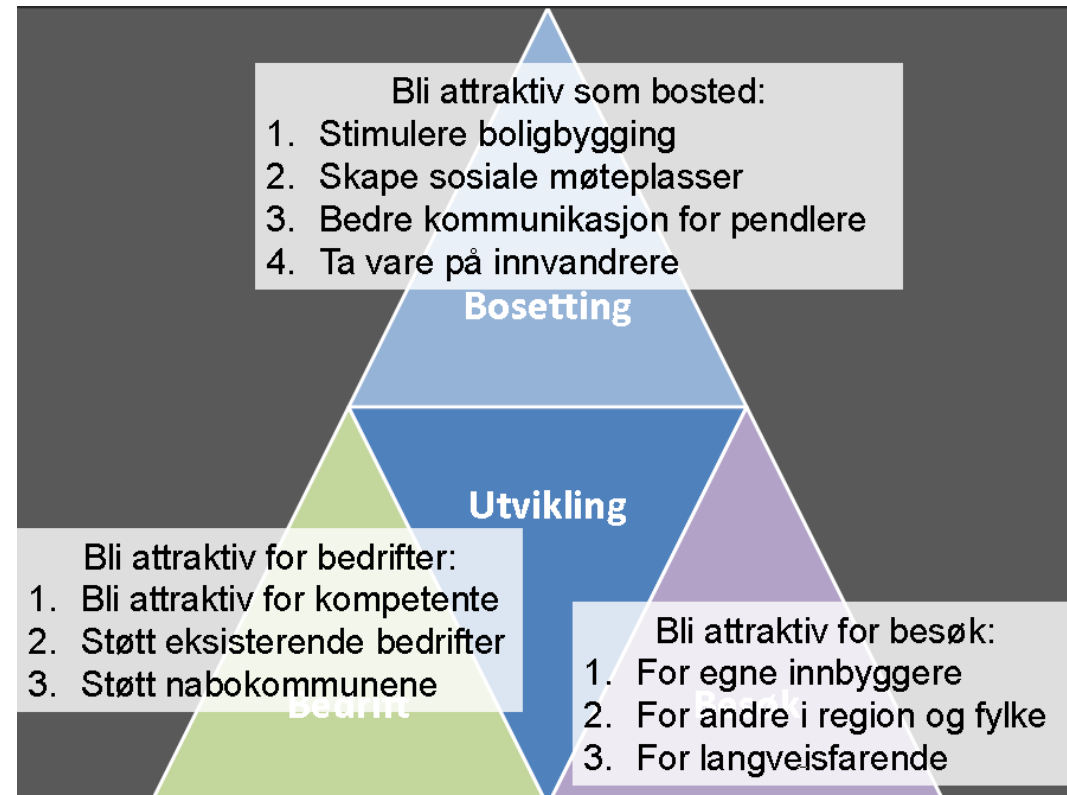 Bli attraktiv som bosted:
1. Stimulere boligbygging
2. Skape sosiale møteplasser
3. Bedre kommunikasjon for pendlere
4. Ta vare på innvandrere
Bosetting
Utvikling
Bli attraktiv for bedrifter:
1. Bli attraktiv for kompetente
2. Støtt eksisterende bedrifter
3. Støtt nabokommunene
Bedrift
Bli attraktiv for besøk:
1. For egne innbyggere
Besøk
2. For andre i region og fylke
3. For langveisfarende